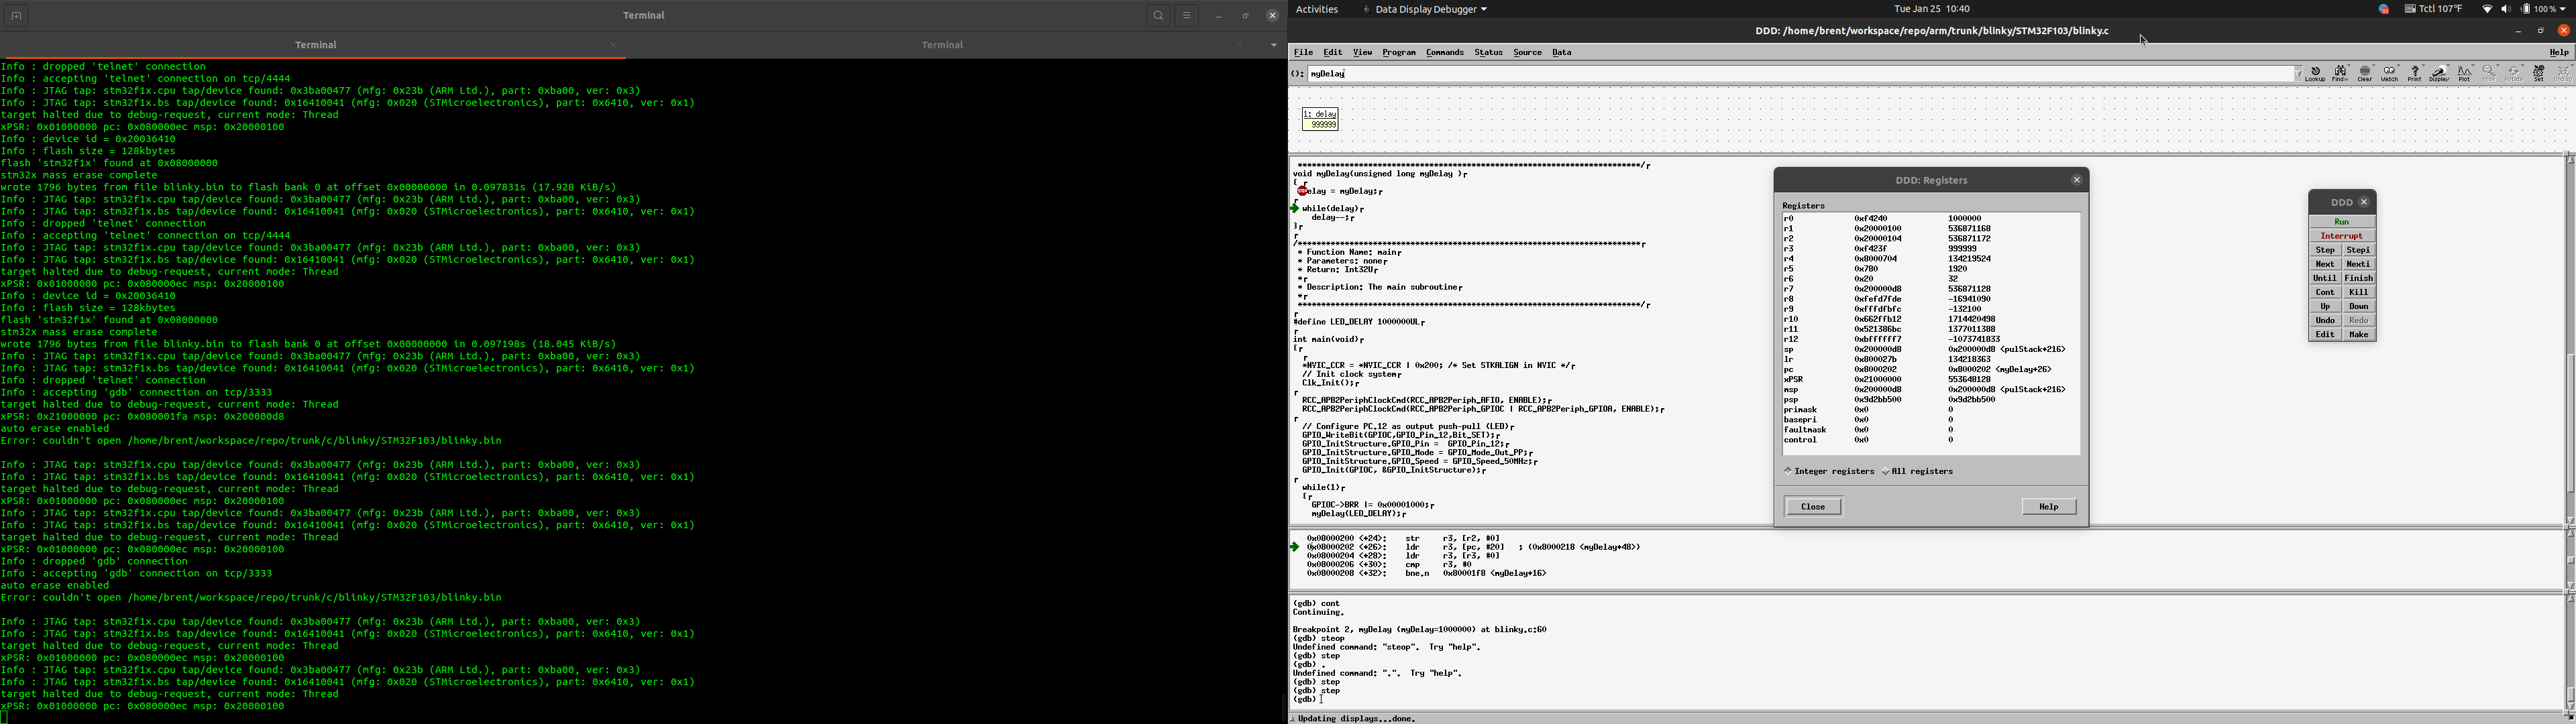 Terminal
Terminal
Terminal
Info : dropped 'telnet' connection
Info : accepting 'telnet' connection on tcp/4444
Info : JTAG tap: stm32f1x.cpu tap/device found: 0x3ba00477 (mfg: 0x23b (ARM Ltd.), part: 0xba00, ver: 0x3)
Info : JTAG tap: stm32f1x.bs tap/device found: 0x16410041 (mfg: 0x020 (STMicroelectronics), part: 0x6410, ver: 0x1)
target halted due to debug-request, current mode: Thread
xPSR: 0x01000000 pc: 0x080000ec msp: 0x20000100
Info : device id = 0x20036410
Info : flash size = 128kbytes
flash 'stm32f1x' found at 0x08000000
stm32x mass erase complete
wrote 1796 bytes from file blinky.bin to flash bank 0 at offset 0x00000000 in 0.097831s (17.928 KiB/s)
Info : JTAG tap: stm32f1x.cpu tap/device found: 0x3ba00477 (mfg: 0x23b (ARM Ltd.), part: 0xba00, ver: 0x3)
Info : JTAG tap: stm32f1x.bs tap/device found: 0x16410041 (mfg: 0x020 (STMicroelectronics), part: 0x6410, ver: 0x1)
Info : dropped 'telnet' connection
Info : accepting 'telnet' connection on tcp/4444
Info : JTAG tap: stm32f1x.cpu tap/device found: 0x3ba00477 (mfg: 0x23b (ARM Ltd.), part: 0xba00, ver: 0x3)
Info : JTAG tap: stm32f1x.bs tap/device found: 0x16410041 (mfg: 0x020 (STMicroelectronics), part: 0x6410, ver: 0x1)
target halted due to debug-request, current mode: Thread
xPSR: 0x01000000 pc: 0x080000ec msp: 0x20000100
Info : device id = 0x20036410
Info : flash size = 128kbytes
flash 'stm32f1x' found at 0x08000000
stm32x mass erase complete
wrote 1796 bytes from file blinky.bin to flash bank 0 at offset 0x00000000 in 0.097198s (18.045 KiB/s)
Info : JTAG tap: stm32f1x.cpu tap/device found: 0x3ba00477 (mfg: 0x23b (ARM Ltd.), part: 0xba00, ver: 0x3)
Info : JTAG tap: stm32f1x.bs tap/device found: 0x16410041 (mfg: 0x020 (STMicroelectronics), part: 0x6410, ver: 0x1)
Info : dropped 'telnet' connection
Info : accepting 'gdb' connection on tcp/3333
target halted due to debug-request, current mode: Thread
xPSR: 0x21000000 pc: 0x080001fa msp: 0x200000d8
auto erase enabled
Error: couldn't open /home/brent/workspace/repo/trunk/c/blinky/STM32F103/blinky.bin
Info : JTAG tap: stm32f1x.cpu tap/device found: 0x3ba00477 (mfg: 0x23b (ARM Ltd.), part: 0xba00, ver: 0x3)
Info : JTAG tap: stm32f1x.bs tap/device found: 0x16410041 (mfg: 0x020 (STMicroelectronics), part: 0x6410, ver: 0x1)
target halted due to debug-request, current mode: Thread
xPSR: 0x01000000 pc: 0x080000ec msp: 0x20000100
Info : JTAG tap: stm32f1x.cpu tap/device found: 0x3ba00477 (mfg: 0x23b (ARM Ltd.), part: 0xba00, ver: 0x3)
Info : JTAG tap: stm32f1x.bs tap/device found: 0x16410041 (mfg: 0x020 (STMicroelectronics), part: 0x6410, ver: 0x1)
target halted due to debug-request, current mode: Thread
xPSR: 0x01000000 pc: 0x080000ec msp: 0x20000100
Info : dropped 'gdb' connection
Info : accepting 'gdb' connection on tcp/3333
auto erase enabled
Error: couldn't open /home/brent/workspace/repo/trunk/c/blinky/STM32F103/blinky.bin
Info : JTAG tap: stm32f1x.cpu tap/device found: 0x3ba00477 (mfg: 0x23b (ARM Ltd.), part: 0xba00, ver: 0x3)
Info : JTAG tap: stm32f1x.bs tap/device found: 0x16410041 (mfg: 0x020 (STMicroelectronics), part: 0x6410, ver: 0x1)
target halted due to debug-request, current mode: Thread
xPSR: 0x01000000 pc: 0x080000ec msp: 0x20000100
Info : JTAG tap: stm32f1x.cpu tap/device found: 0x3ba00477 (mfg: 0x23b (ARM Ltd.), part: 0xba00, ver: 0x3)
Info : JTAG tap: stm32f1x.bs tap/device found: 0x16410041 (mfg: 0x020 (STMicroelectronics), part: 0x6410, ver: 0x1)
target halted due to debug-request, current mode: Thread
xPSR: 0x01000000 pc: 0x080000ec msp: 0x20000100
Activities Data Display Debugger Tue Jan 25 10:40 Tctl 107°F 100 %
DDD: /home/brent/workspace/repo/arm/trunk/blinky/STM32F103/blinky.c
File Edit View Program Commands Status Source Data Help
(): myDelay Lookup Find» Clear Watch Print Display Plot Hide Rotate Set
1: delay
999999
**************************************************************************/r
void myDelay(unsigned long myDelay )r
{ r
elay = myDelay;r
r
while(delay)r
delay--;r
}r
r
/**************************************************************************r
* Function Name: mainr
* Parameters: noner
* Return: Int32Ur
*r
* Description: The main subroutiner
*r
**************************************************************************/r
r
#define LED_DELAY 1000000ULr
r
int main(void)r
{r
r
*NVIC_CCR = *NVIC_CCR | 0x200; /* Set STKALIGN in NVIC */r
// Init clock systemr
Clk_Init();r
r
RCC_APB2PeriphClockCmd(RCC_APB2Periph_AFIO, ENABLE);r
RCC_APB2PeriphClockCmd(RCC_APB2Periph_GPIOC | RCC_APB2Periph_GPIOA, ENABLE);r
r
// Configure PC.12 as output push-pull (LED)r
GPIO_WriteBit(GPIOC,GPIO_Pin_12,Bit_SET);r
GPIO_InitStructure.GPIO_Pin =  GPIO_Pin_12;r
GPIO_InitStructure.GPIO_Mode = GPIO_Mode_Out_PP;r
GPIO_InitStructure.GPIO_Speed = GPIO_Speed_50MHz;r
GPIO_Init(GPIOC, &GPIO_InitStructure);r
r
while(1)r
{r
GPIOC->BRR |= 0x00001000;r
myDelay(LED_DELAY);r
DDD: Registers
Registers
r0 0xf4240 1000000
r1 0x20000100 536871168
r2 0x20000104 536871172
r3 0xf423f 999999
r4 0x8000704 134219524
r5 0x780 1920
r6 0x20 32
r7 0x200000d8 536871128
r8 0xfefd7fde -16941090
r9 0xfffdfbfc -132100
r10 0x662ffb12 1714420498
r11 0x521386bc 1377011388
r12 0xbffffff7 -1073741833
sp 0x200000d8 0x200000d8 <pulStack+216>
lr 0x800027b 134218363
pc 0x8000202 0x8000202 <myDelay+26>
xPSR 0x21000000 553648128
msp 0x200000d8 0x200000d8 <pulStack+216>
psp 0x9d2bb500 0x9d2bb500
primask 0x0 0
basepri 0x0 0
faultmask 0x0 0
control 0x0 0
Integer registers All registers
Close Help
DDD
Run
Interrupt
Step Stepi
Next Nexti
Until Finish
Cont Kill
Up Down
Undo Redo
Edit Make
0x08000200 <+24>: str r3, [r2, #0]
0x08000202 <+26>: ldr r3, [pc, #20] ; (0x8000218 <myDelay+48>)
0x08000204 <+28>: ldr r3, [r3, #0]
0x08000206 <+30>: cmp r3, #0
0x08000208 <+32>: bne.n 0x80001f8 <myDelay+16>
(gdb) cont
Continuing.
Breakpoint 2, myDelay (myDelay=1000000) at blinky.c:60
(gdb) steop
Undefined command: "steop".  Try "help".
(gdb) step
(gdb) .
Undefined command: ".".  Try "help".
(gdb) step
(gdb) step
(gdb)
Updating displays...done.